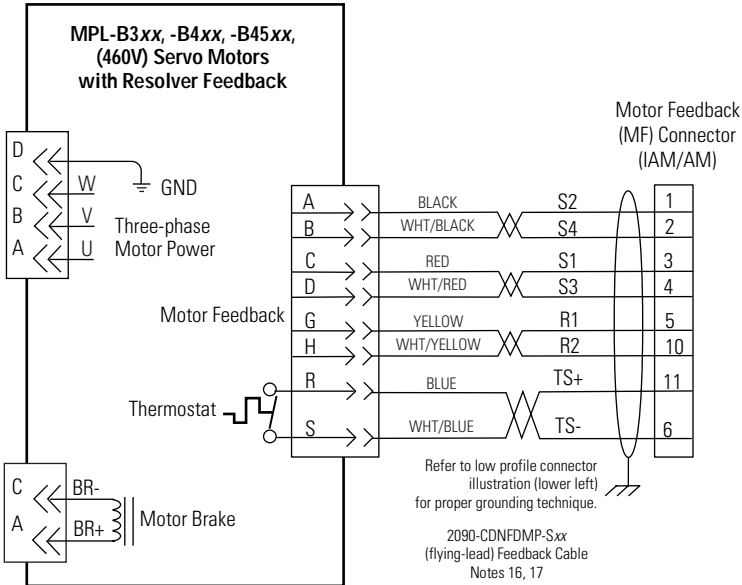 MPL-B3xx, -B4xx, -B45xx,
(460V) Servo Motors
with Resolver Feedback
Motor Feedback
(MF) Connector
(IAM/AM)
D
C
B
A
W
V
U
GND
Three-phase
Motor Power
Motor Feedback
Thermostat
A BLACK S2 1
B WHT/BLACK S4 2
C RED S1 3
D WHT/RED S3 4
G YELLOW R1 5
H WHT/YELLOW R2 10
R BLUE TS+ 11
S WHT/BLUE TS- 6
C BR-
A BR+
Motor Brake
Refer to low profile connector
illustration (lower left)
for proper grounding technique.
2090-CDNFDMP-Sxx
(flying-lead) Feedback Cable
Notes 16, 17